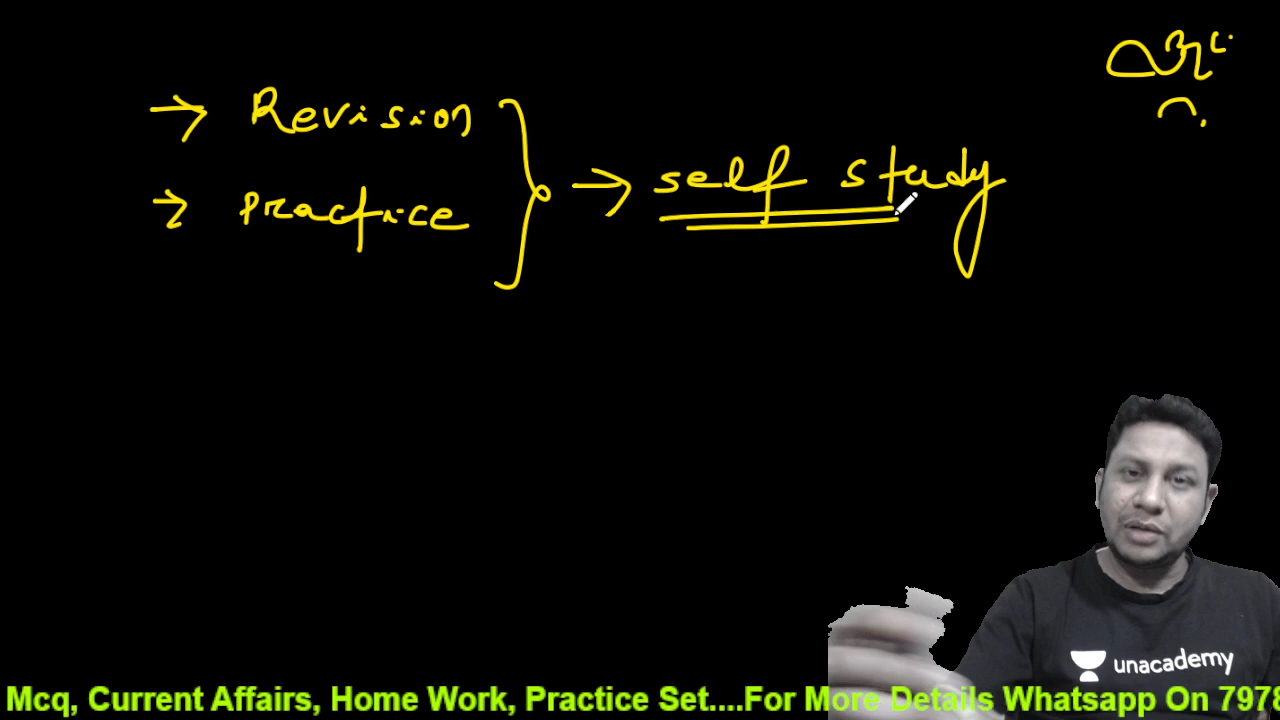 → Revision
→ Practice
→ self study
unacademy
Mcq, Current Affairs, Home Work, Practice Set....For More Details Whatsapp On 7978